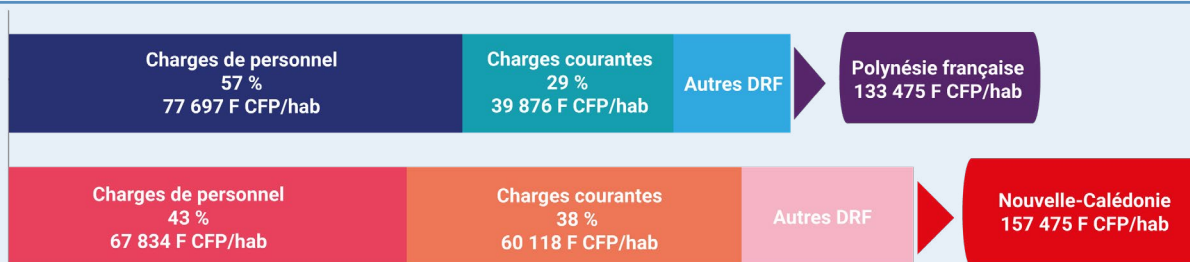 Charges de personnel
57 %
77 697 F CFP/hab
Charges courantes
29 %
39 876 F CFP/hab
Autres DRF
Polynésie française
133 475 F CFP/hab
Charges de personnel
43 %
67 834 F CFP/hab
Charges courantes
38 %
60 118 F CFP/hab
Autres DRF
Nouvelle-Calédonie
157 475 F CFP/hab